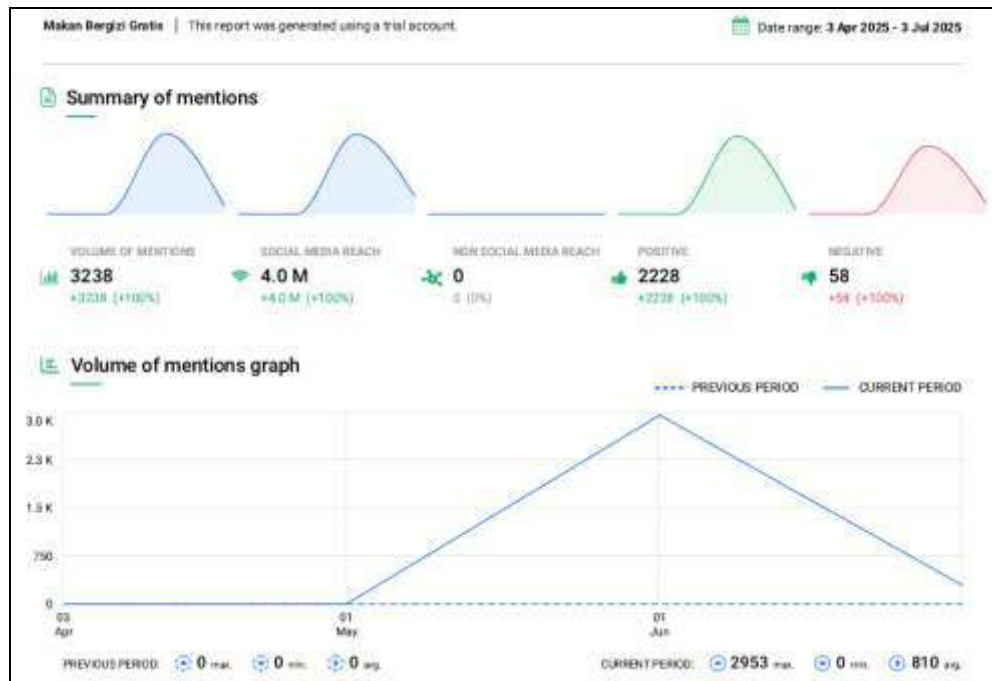 Makan Bergizi Gratis | This report was generated using a trial account.
Date range: 3 Apr 2025 - 3 Jul 2025
Summary of mentions
VOLUME OF MENTIONS
3238
+3238 (+100%)
SOCIAL MEDIA REACH
4.0 M
+4.0 M (+100%)
NON SOCIAL MEDIA REACH
0
0 (0%)
POSITIVE
2228
+2228 (+100%)
NEGATIVE
58
+58 (+100%)
Volume of mentions graph
PREVIOUS PERIOD
CURRENT PERIOD
3.0 K
2.3 K
1.5 K
750
0
03 Apr
01 May
01 Jun
PREVIOUS PERIOD: 0 max. 0 min. 0 avg.
CURRENT PERIOD: 2953 max. 0 min. 810 avg.